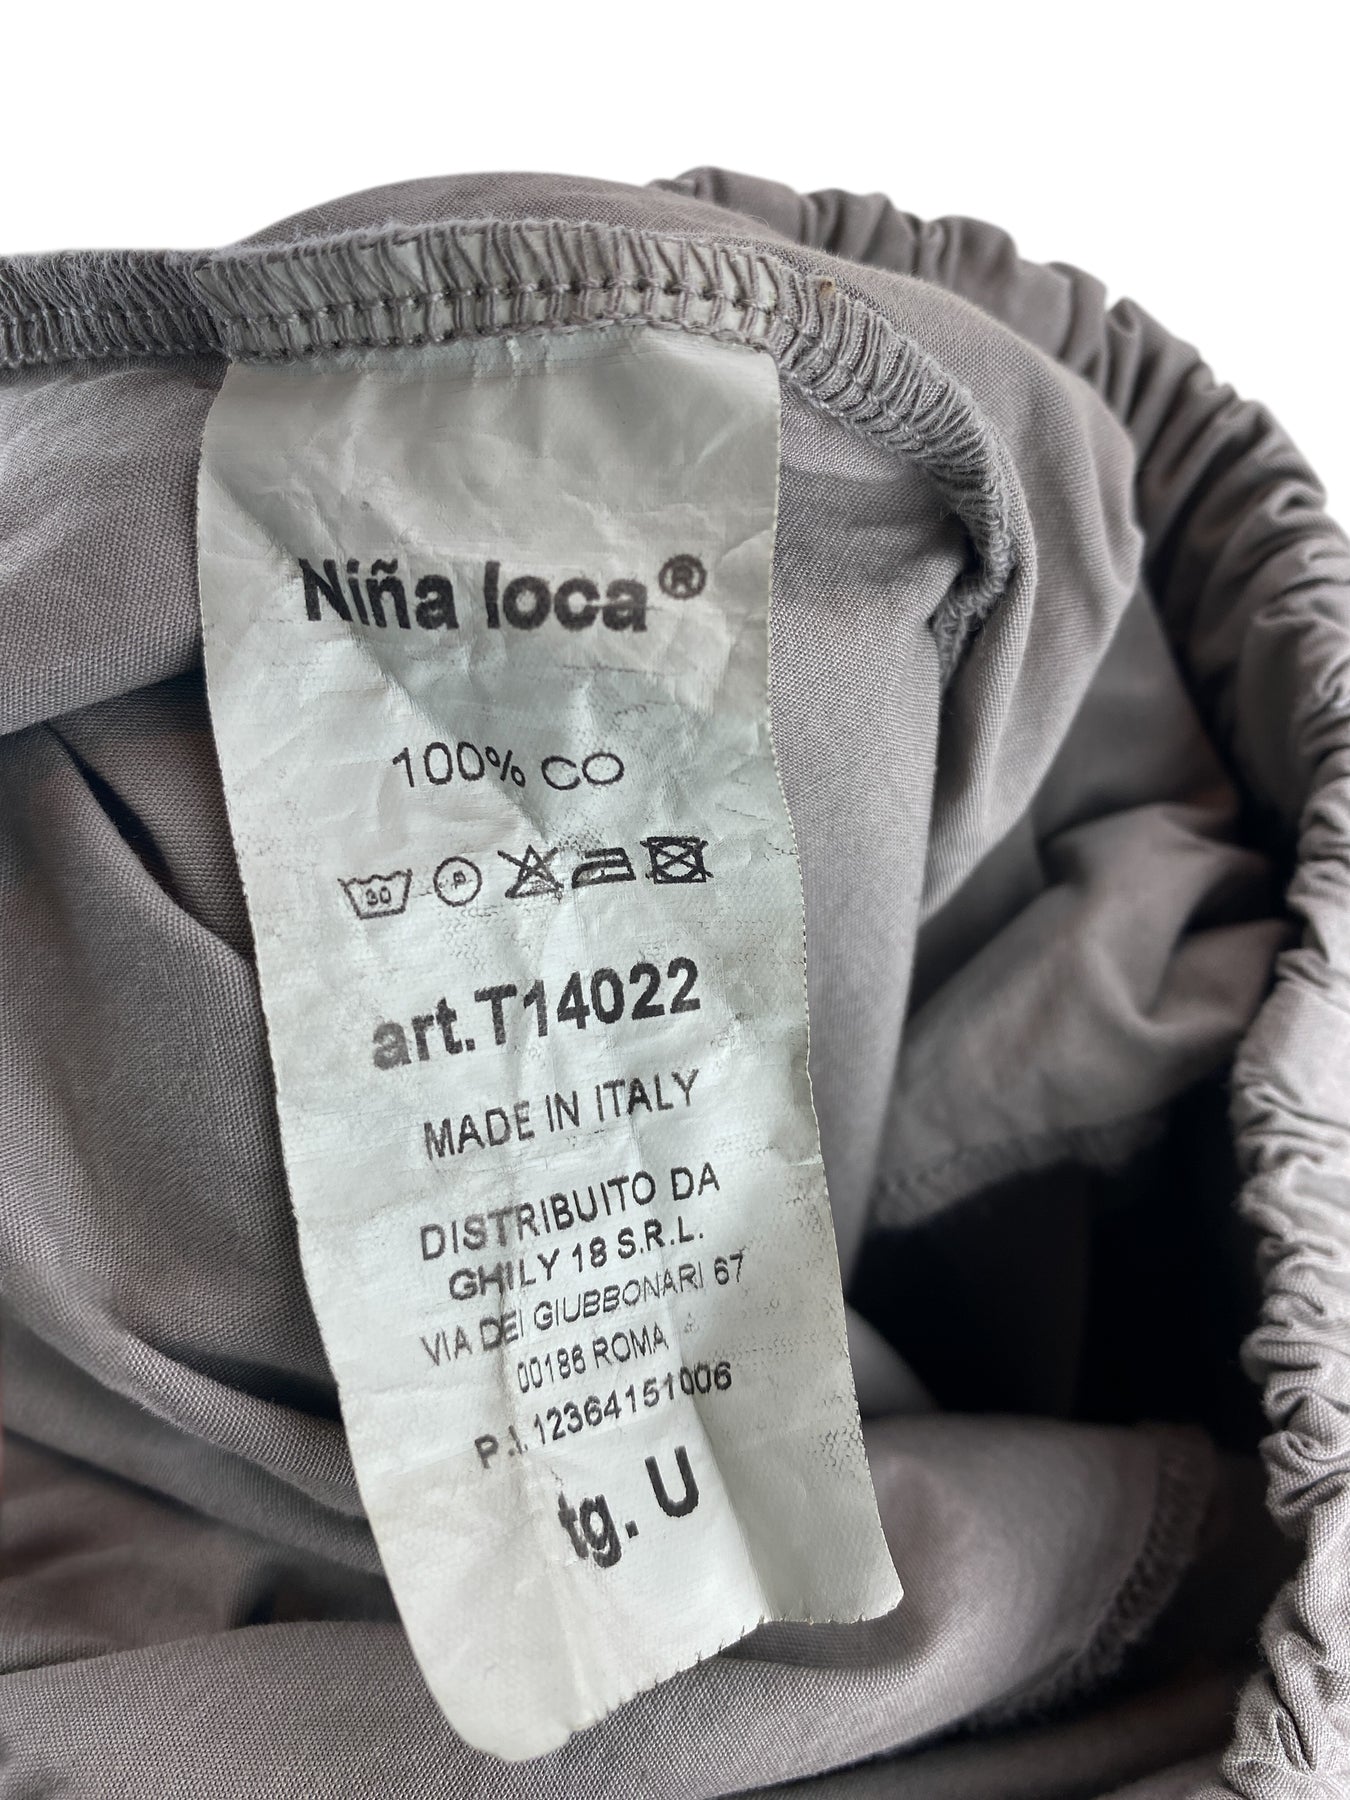 Niña loca®
100% CO
30 P
art.T14022
MADE IN ITALY
DISTRIBUITO DA
GHILY 18 S.R.L.
VIA DEI GIUBBONARI 67
00186 ROMA
P.I. 12364151006
tg. U